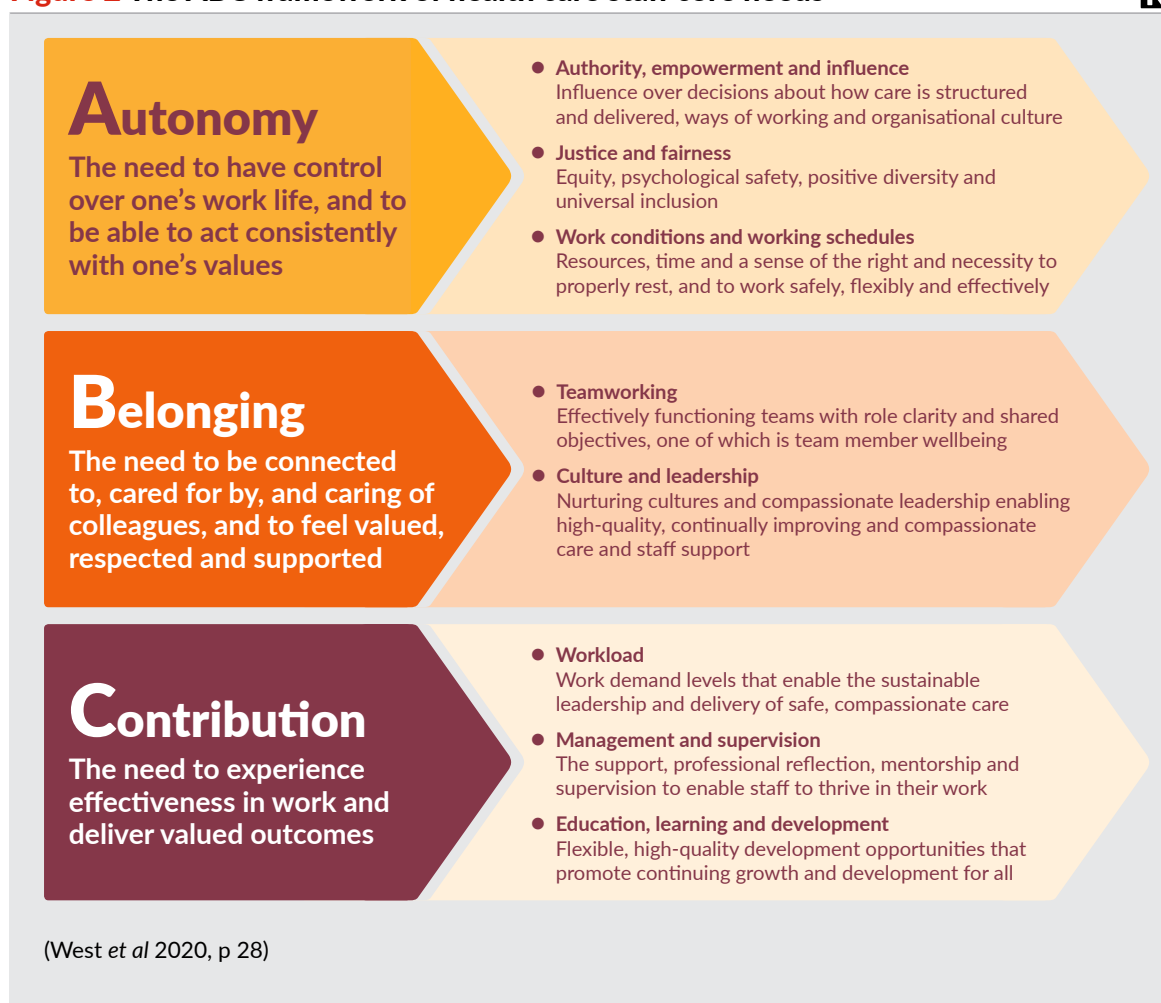 Autonomy
The need to have control
over one's work life, and to
be able to act consistently
with one's values
● Authority, empowerment and influence
Influence over decisions about how care is structured
and delivered, ways of working and organisational culture
● Justice and fairness
Equity, psychological safety, positive diversity and
universal inclusion
● Work conditions and working schedules
Resources, time and a sense of the right and necessity to
properly rest, and to work safely, flexibly and effectively
Belonging
The need to be connected
to, cared for by, and caring of
colleagues, and to feel valued,
respected and supported
● Teamworking
Effectively functioning teams with role clarity and shared
objectives, one of which is team member wellbeing
● Culture and leadership
Nurturing cultures and compassionate leadership enabling
high-quality, continually improving and compassionate
care and staff support
Contribution
The need to experience
effectiveness in work and
deliver valued outcomes
● Workload
Work demand levels that enable the sustainable
leadership and delivery of safe, compassionate care
● Management and supervision
The support, professional reflection, mentorship and
supervision to enable staff to thrive in their work
● Education, learning and development
Flexible, high-quality development opportunities that
promote continuing growth and development for all
(West et al 2020, p 28)